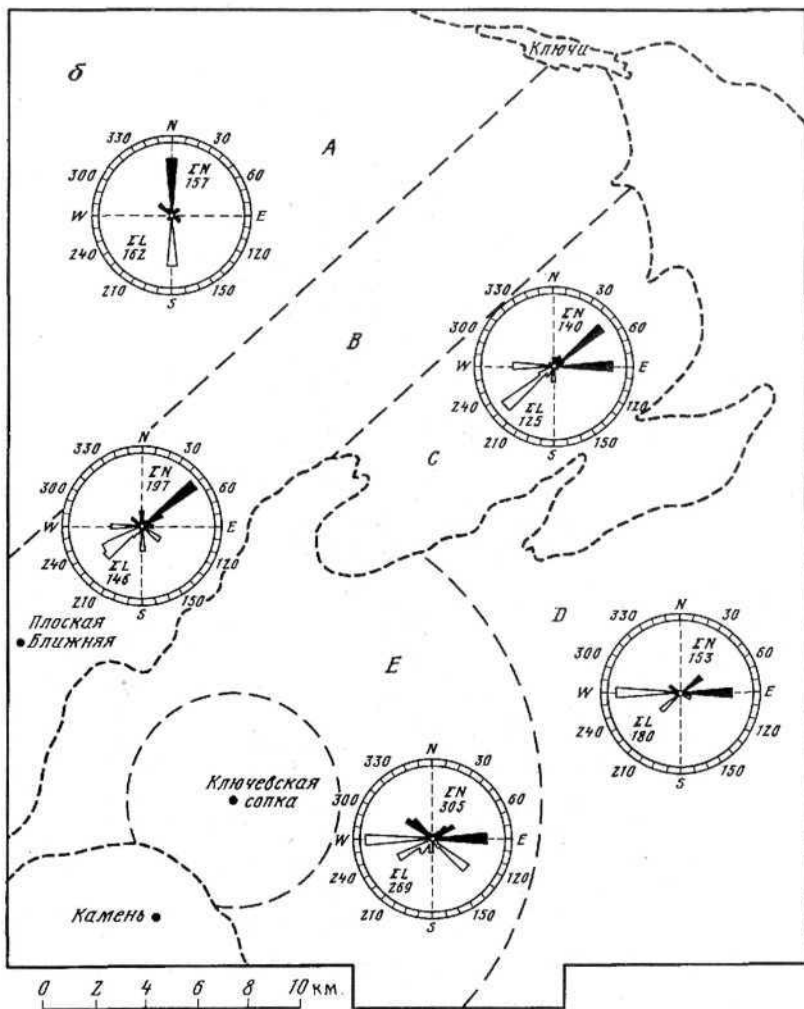 Ключи
б
А
N
330 30
300 60
ΣN
157
W E
ΣL
162
240 120
210 150
S
В
N
330 30
300 60
ΣN
140
W E
ΣL
125
240 120
210 150
S
С
N
330 30
300 60
ΣN
197
W E
ΣL
146
240 120
210 150
S
Плоская
Ближняя
D
N
330 30
300 60
ΣN
153
W E
ΣL
180
240 120
210 150
S
Е
Ключевская
сопка
N
330 30
300 60
ΣN
305
W E
ΣL
269
240 120
210 150
S
Камень
0 2 4 6 8 10 км.